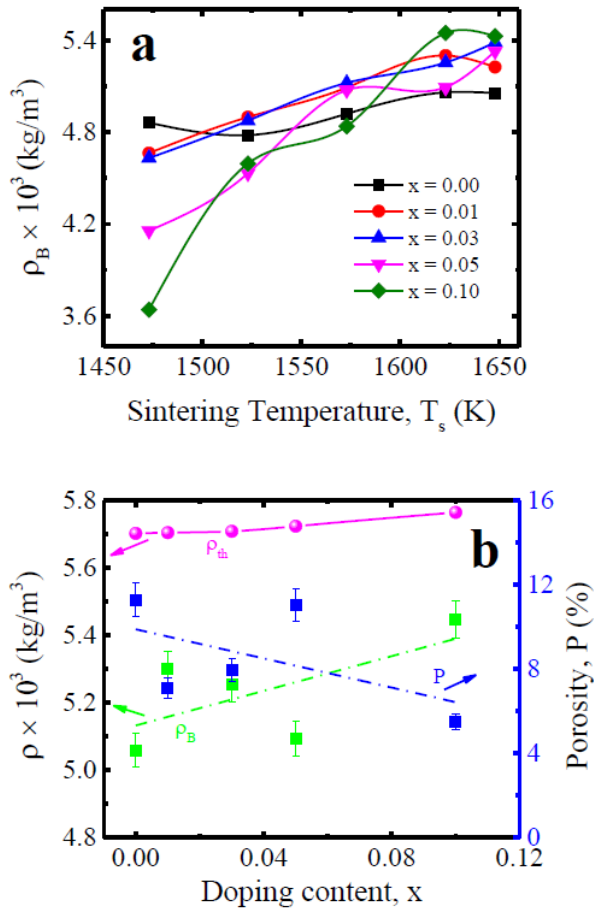 a
5.4
4.8
4.2
3.6
ρB × 10³ (kg/m³)
x = 0.00
x = 0.01
x = 0.03
x = 0.05
x = 0.10
1450 1500 1550 1600 1650
Sintering Temperature, Ts (K)
b
5.8
5.6
5.4
5.2
5.0
4.8
ρ × 10³ (kg/m³)
ρth
P
ρB
16
12
8
4
0
Porosity, P (%)
0.00 0.04 0.08 0.12
Doping content, x